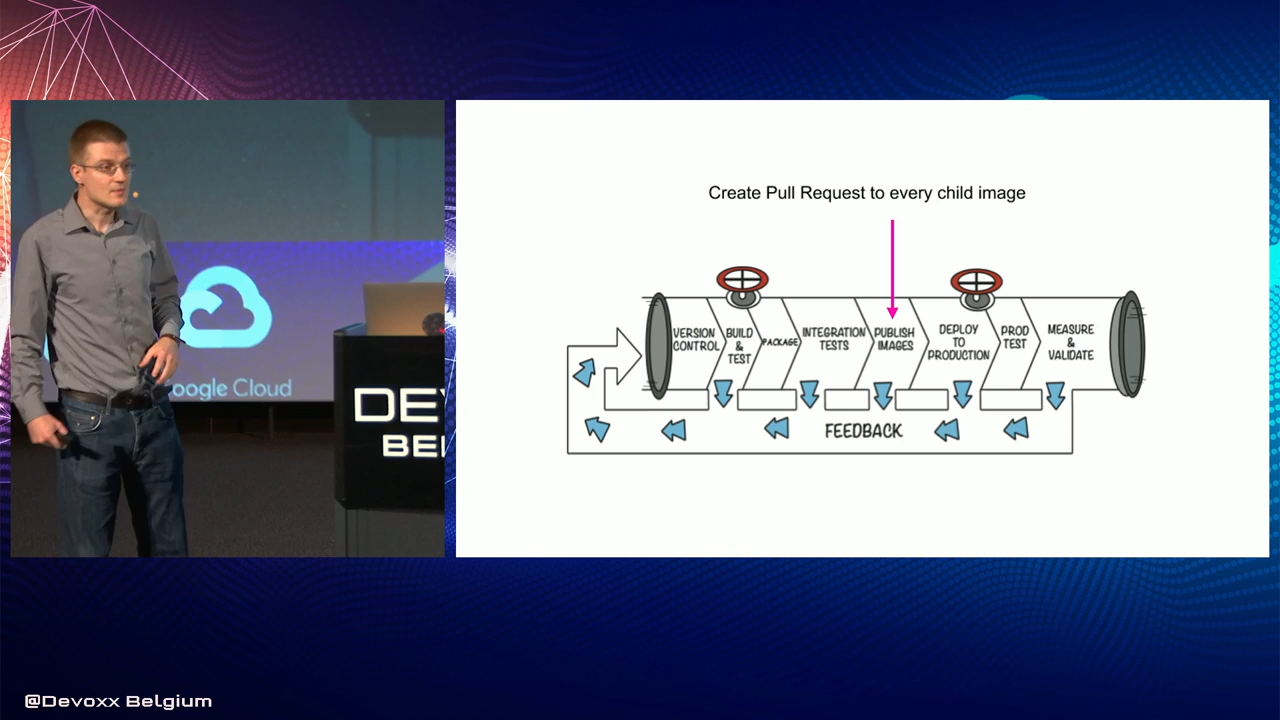 Create Pull Request to every child image
VERSION
CONTROL
BUILD
&
TEST
PACKAGE
INTEGRATION
TESTS
PUBLISH
IMAGES
DEPLOY
TO
PRODUCTION
PROD
TEST
MEASURE
&
VALIDATE
FEEDBACK
oogle Cloud
DEV
BEL
@Devoxx Belgium